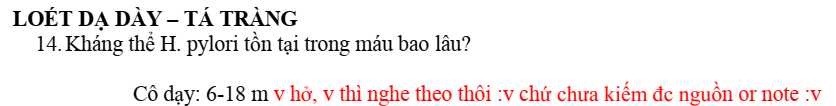 LOÉT DẠ DÀY – TÁ TRÀNG
14. Kháng thể H. pylori tồn tại trong máu bao lâu?
Cô dạy: 6-18 m v hở, v thì nghe theo thôi :v chứ chưa kiếm đc nguồn or note :v